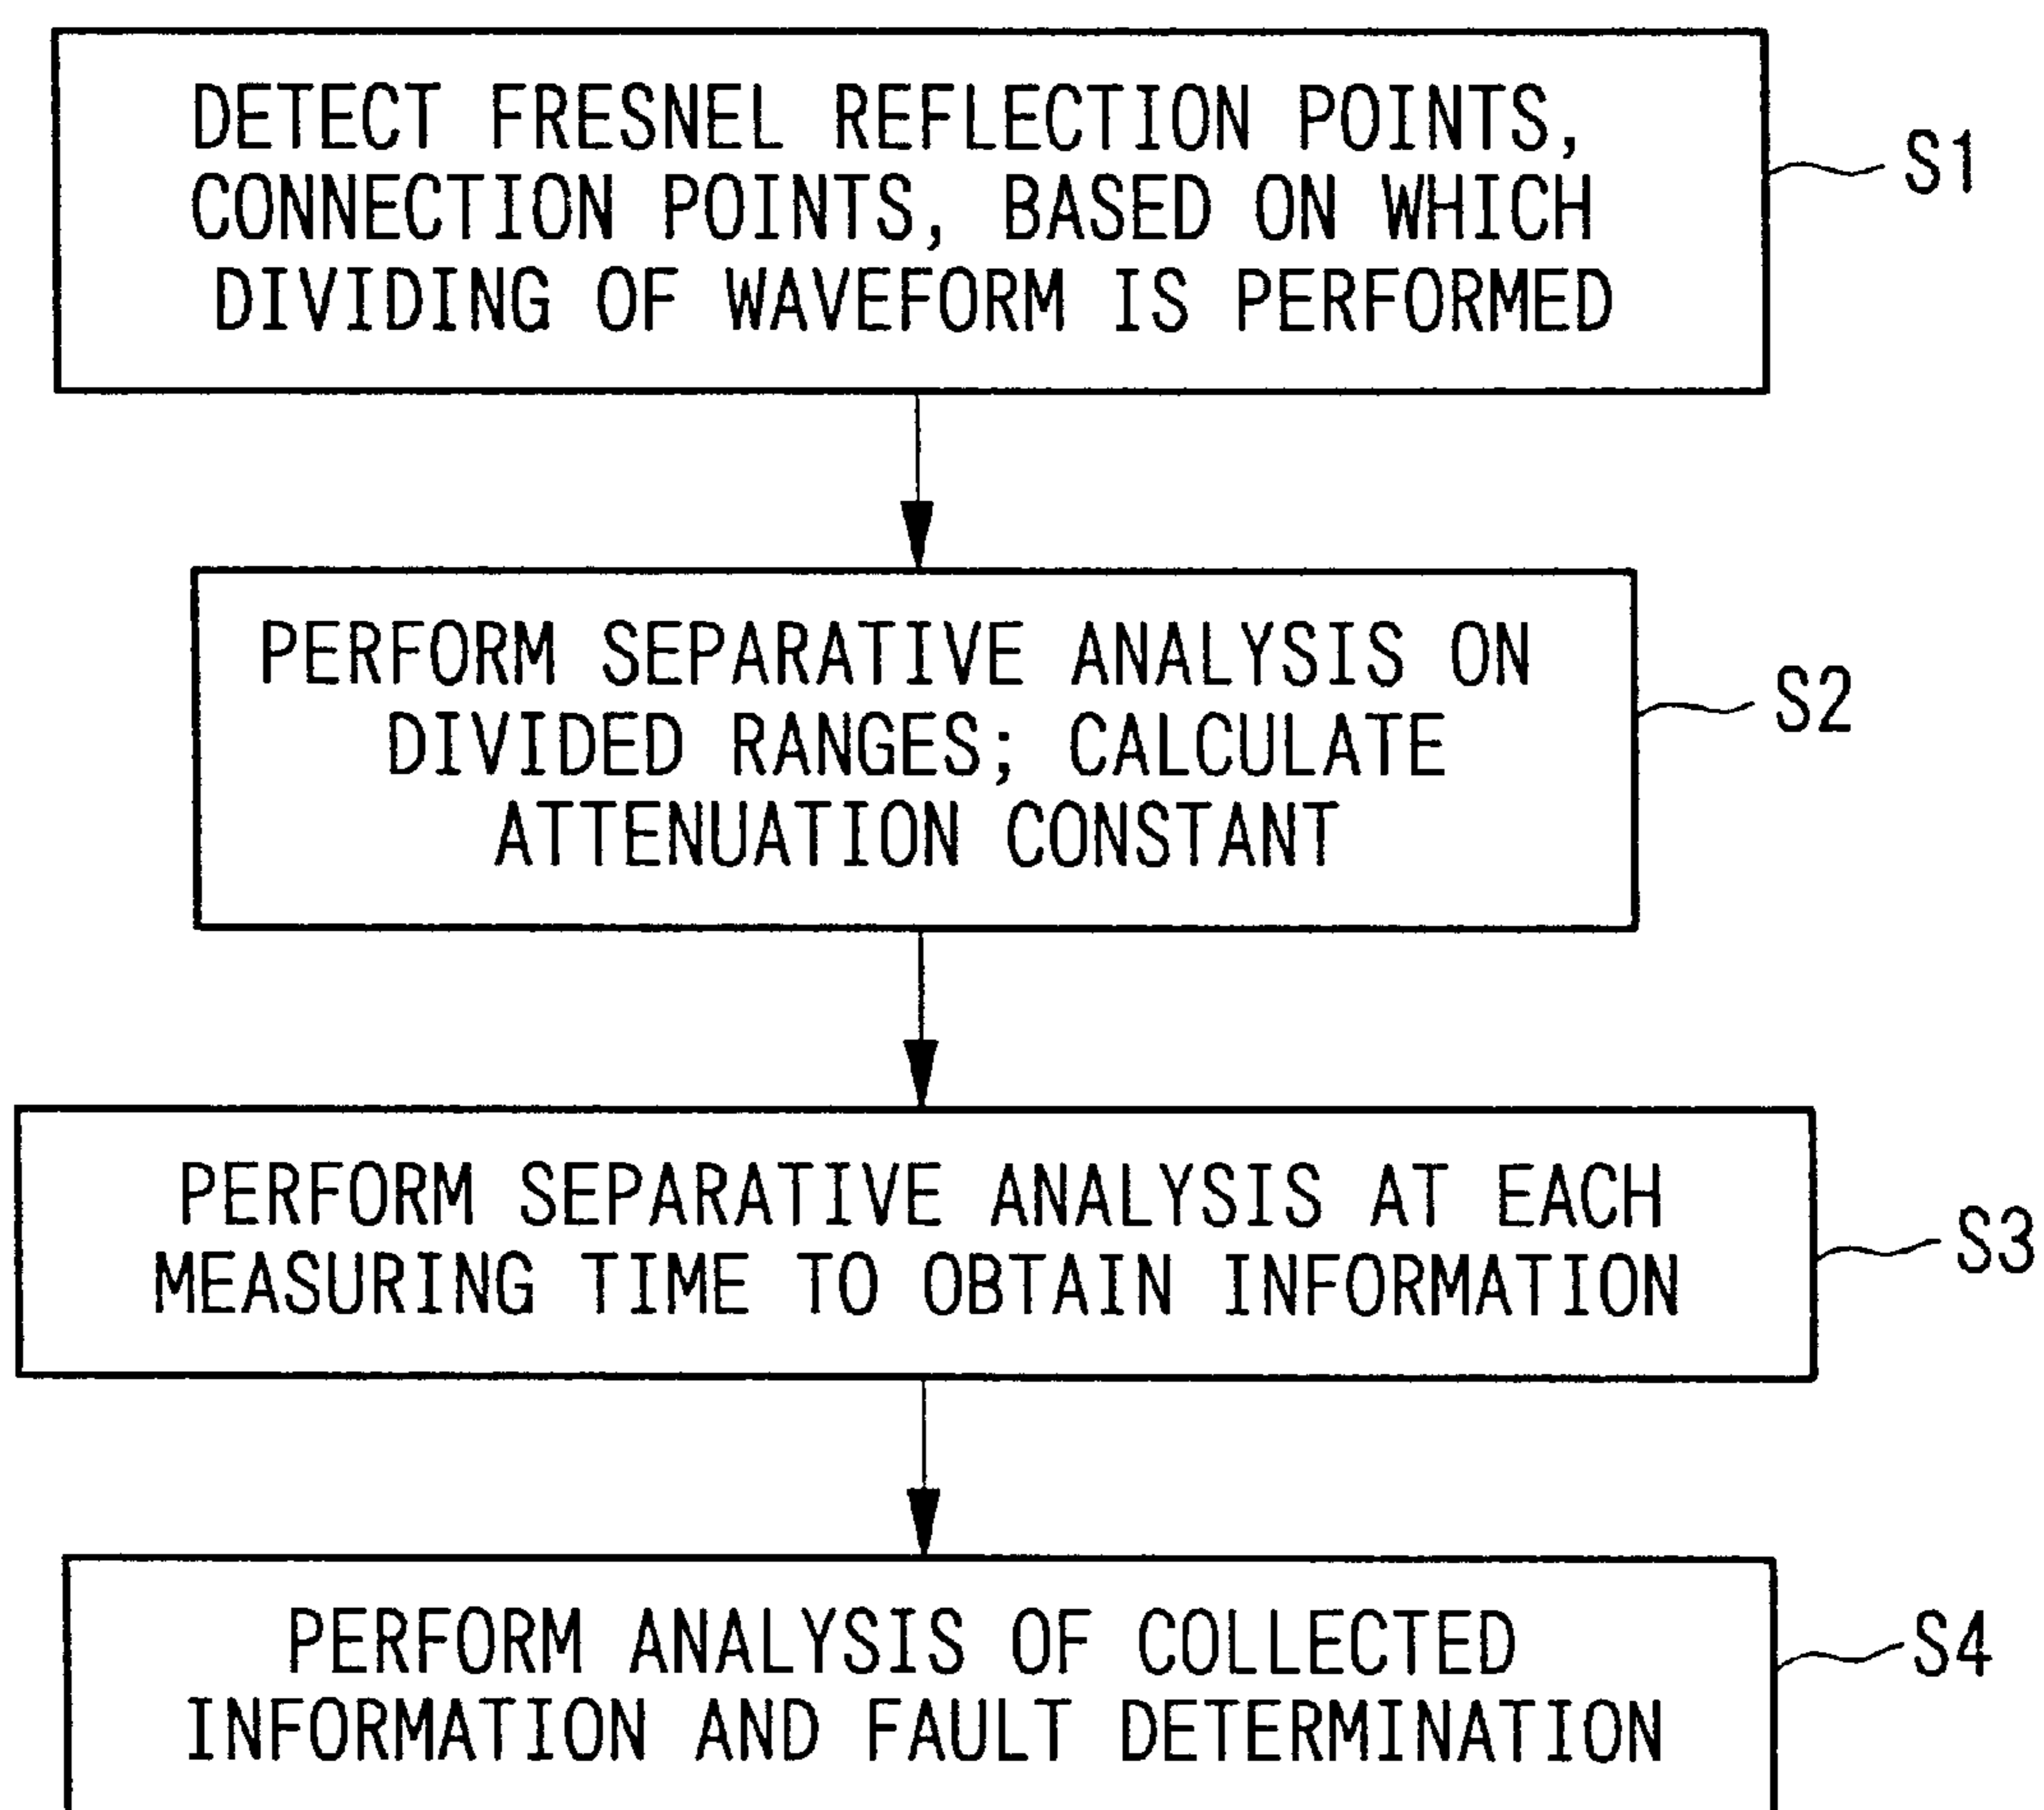 DETECT FRESNEL REFLECTION POINTS,
CONNECTION POINTS, BASED ON WHICH
DIVIDING OF WAVEFORM IS PERFORMED
S1
PERFORM SEPARATIVE ANALYSIS ON
DIVIDED RANGES; CALCULATE
ATTENUATION CONSTANT
S2
PERFORM SEPARATIVE ANALYSIS AT EACH
MEASURING TIME TO OBTAIN INFORMATION
S3
PERFORM ANALYSIS OF COLLECTED
INFORMATION AND FAULT DETERMINATION
S4